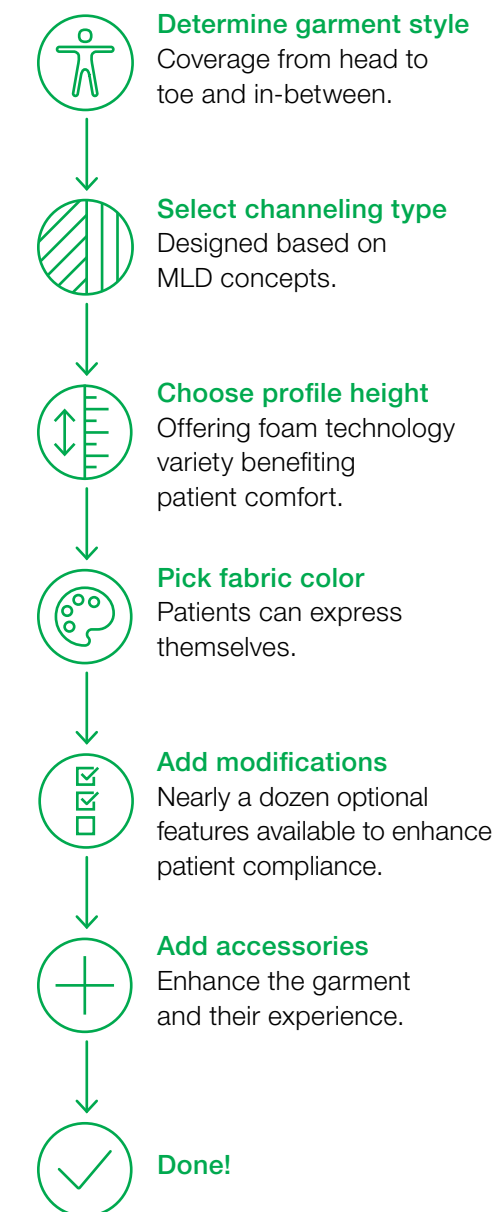 Determine garment style
Coverage from head to
toe and in-between.
Select channeling type
Designed based on
MLD concepts.
Choose profile height
Offering foam technology
variety benefiting
patient comfort.
Pick fabric color
Patients can express
themselves.
Add modifications
Nearly a dozen optional
features available to enhance
patient compliance.
Add accessories
Enhance the garment
and their experience.
Done!